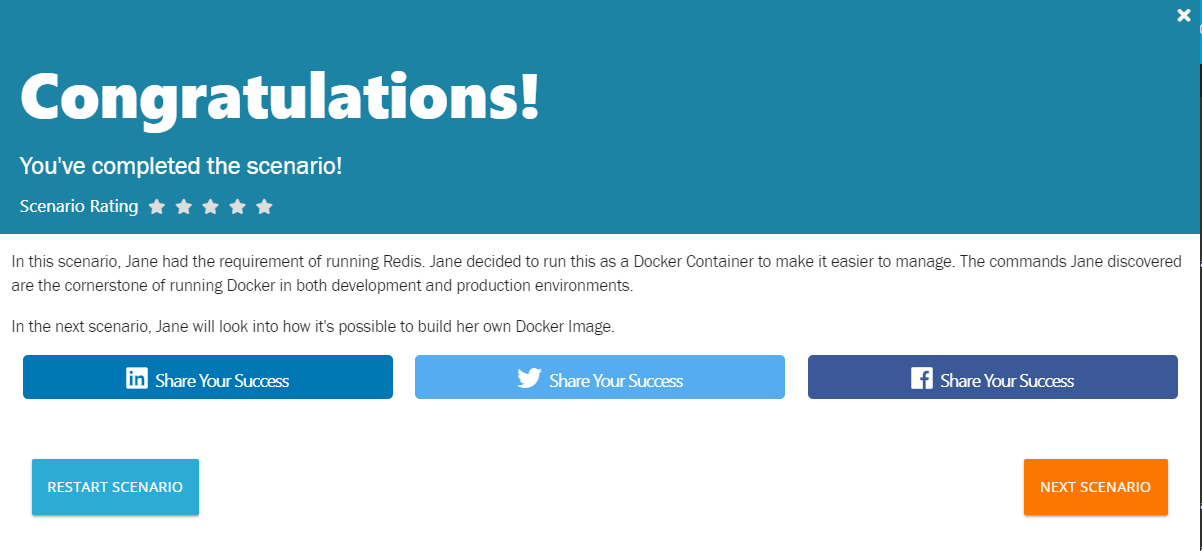 Congratulations!
You've completed the scenario!
Scenario Rating
In this scenario, Jane had the requirement of running Redis. Jane decided to run this as a Docker Container to make it easier to manage. The commands Jane discovered
are the cornerstone of running Docker in both development and production environments.
In the next scenario, Jane will look into how it's possible to build her own Docker Image.
Share Your Success
Share Your Success
Share Your Success
RESTART SCENARIO
NEXT SCENARIO